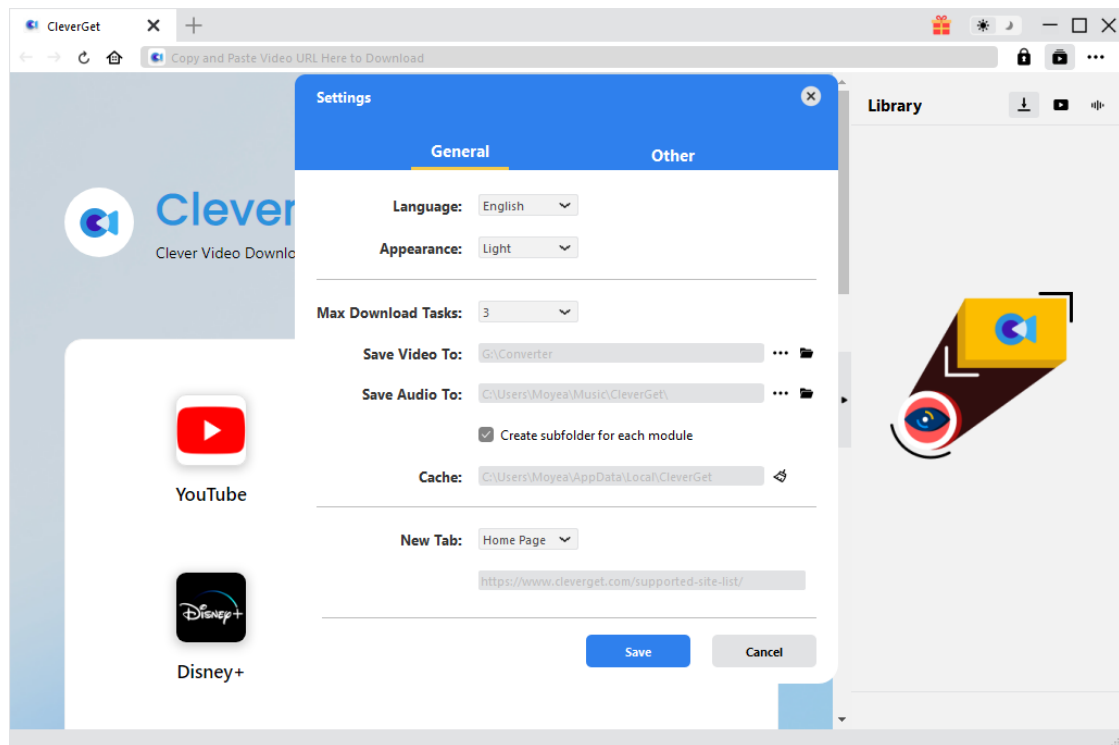 CleverGet
Copy and Paste Video URL Here to Download
Settings
General
Other
Language:
English
Appearance:
Light
Max Download Tasks:
3
Save Video To:
G:\Converter
Save Audio To:
C:\Users\Moyea\Music\CleverGet\
Create subfolder for each module
Cache:
C:\Users\Moyea\AppData\Local\CleverGet
New Tab:
Home Page
https://www.cleverget.com/supported-site-list/
Save
Cancel
Clever
Clever Video Downlo
YouTube
Disney+
Disney+
Library